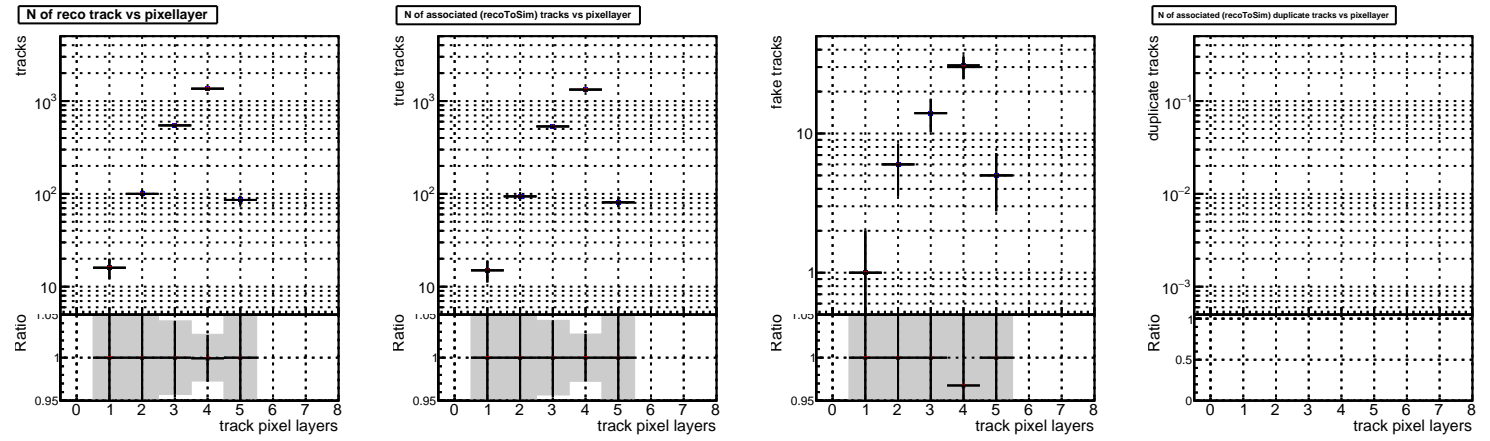 N of reco track vs pixellayer
tracks
10³
10²
10
Ratio
1.05
1
0.95
0 1 2 3 4 5 6 7 8
track pixel layers
N of associated (recoToSim) tracks vs pixellayer
true tracks
10³
10²
10
Ratio
1.05
1
0.95
0 1 2 3 4 5 6 7 8
track pixel layers
fake tracks
10
1
Ratio
1.05
1
0.95
0 1 2 3 4 5 6 7 8
track pixel layers
N of associated (recoToSim) duplicate tracks vs pixellayer
duplicate tracks
10⁻¹
10⁻²
10⁻³
Ratio
1
0.5
0
0 1 2 3 4 5 6 7 8
track pixel layers